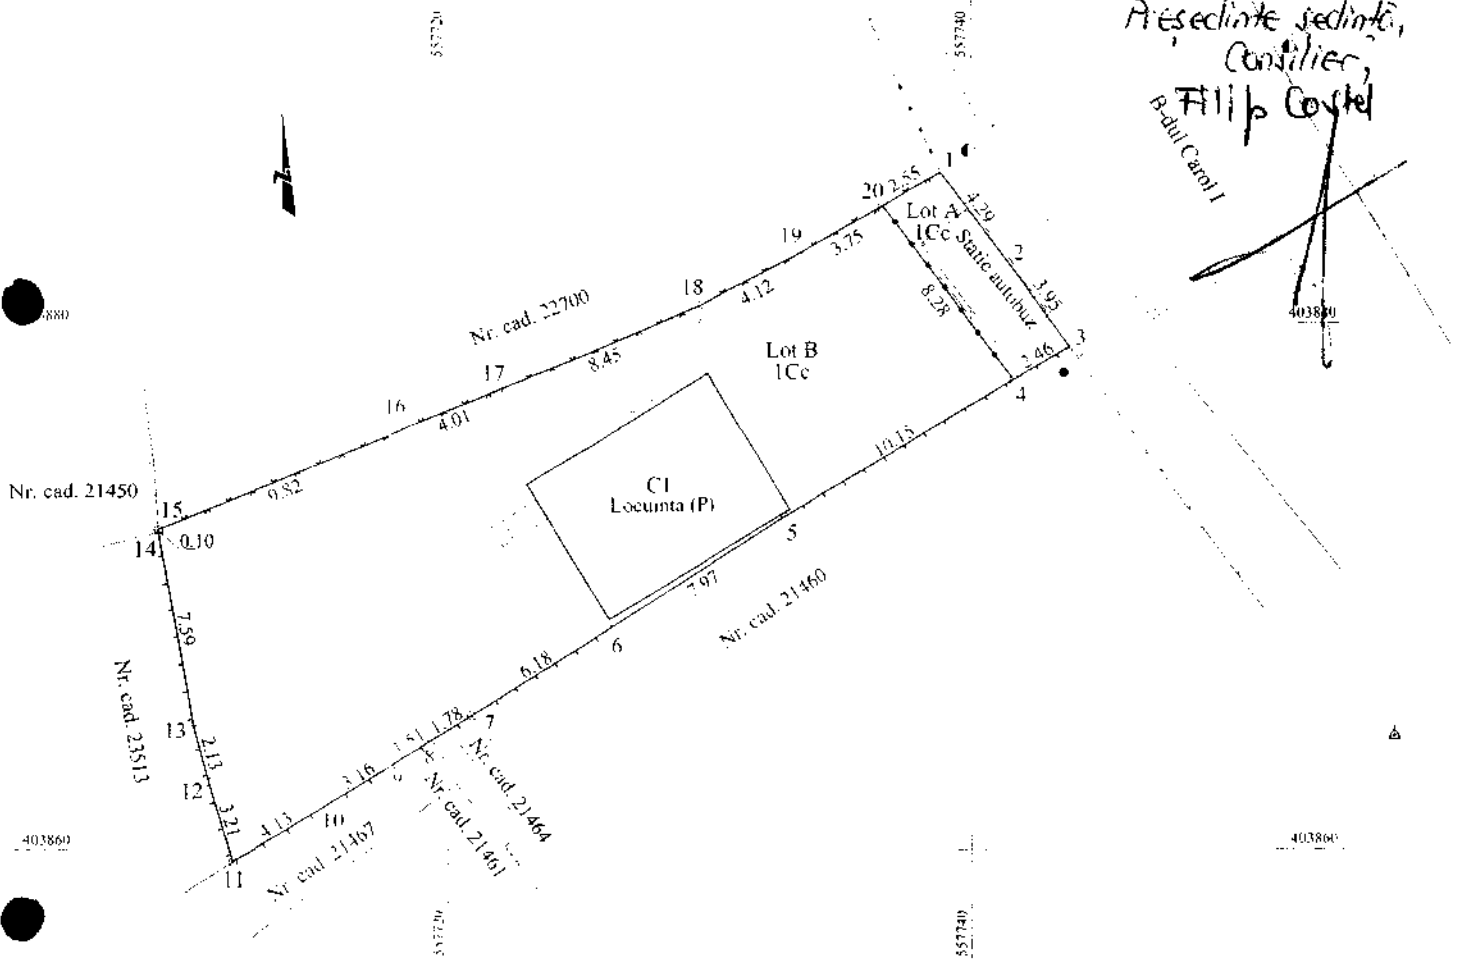 557720
557740
Președinte ședință,
Consilier,
Filip Costel
B-dul Carol I
1
20
2.55
4.29
Lot A
1Cc
Statie autobuz
19
3.75
2
3.95
18
4.12
8.28
Nr. cad. 22700
403880
3
2.46
8.45
Lot B
1Cc
17
4
16
4.01
10.15
Nr. cad. 21450
9.82
C1
Locuinta (P)
15
14
0.10
5
7.97
Nr. cad. 21460
7.59
6
6.18
Nr. cad. 23513
13
2.13
1.51
1.78
7
Nr. cad. 21464
12
3.16
8
Nr. cad. 21461
3.21
4.13
10
Nr. cad. 21467
11
403860
403860
557720
557740